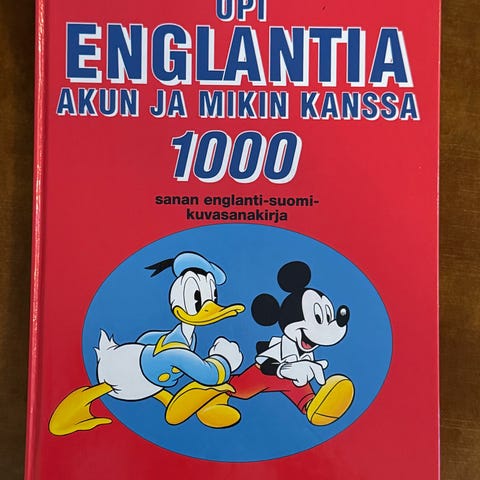 OPI
ENGLANTIA
AKUN JA MIKIN KANSSA
1000
sanan englanti-suomi-
kuvasanakirja